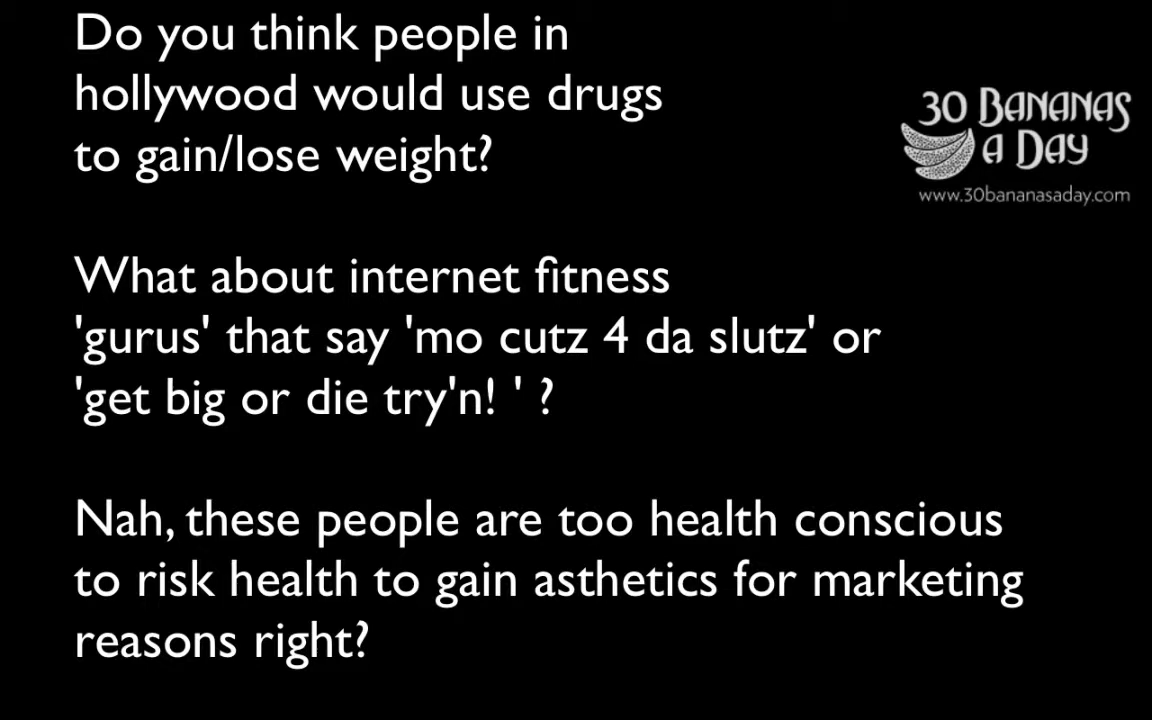 Do you think people in
hollywood would use drugs
to gain/lose weight?
30 BANANAS
a DAY
www.30bananasaday.com
What about internet fitness
'gurus' that say 'mo cutz 4 da slutz' or
'get big or die try'n! ' ?
Nah, these people are too health conscious
to risk health to gain asthetics for marketing
reasons right?